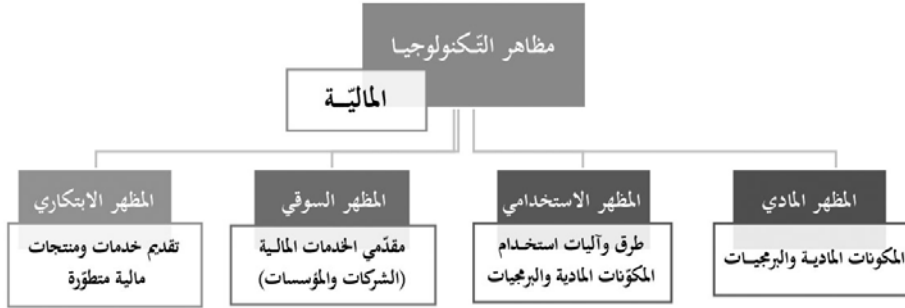 مظاهر التّكنولوجيا
الماليّة
المظهر المادي
المكونات المادية والبرمجيات
المظهر الاستخدامي
طرق وآليات استخدام
المكوّنات المادية والبرمجيات
المظهر السوقي
مقدّمي الخدمات المالية
(الشركات والمؤسسات)
المظهر الابتكاري
تقديم خدمات ومنتجات
مالية متطوّرة